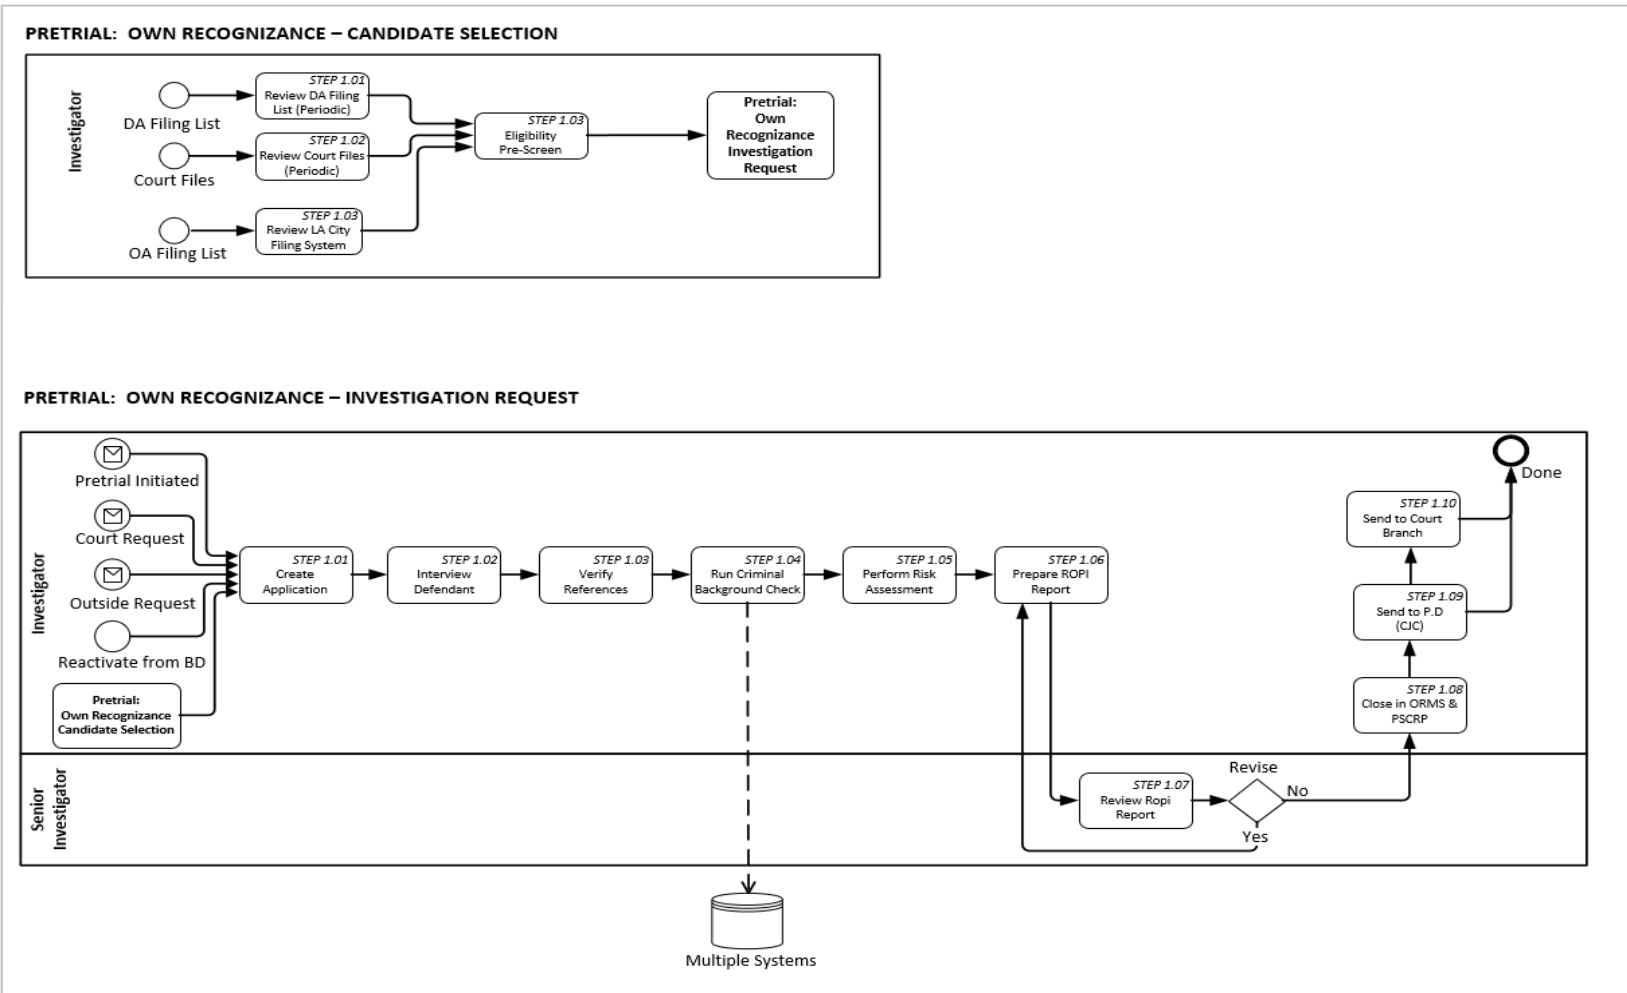 PRETRIAL:  OWN RECOGNIZANCE – CANDIDATE SELECTION
Investigator
DA Filing List
STEP 1.01
Review DA Filing
List (Periodic)
Court Files
STEP 1.02
Review Court Files
(Periodic)
OA Filing List
STEP 1.03
Review LA City
Filing System
STEP 1.03
Eligibility
Pre-Screen
Pretrial:
Own
Recognizance
Investigation
Request
PRETRIAL:  OWN RECOGNIZANCE – INVESTIGATION REQUEST
Investigator
Pretrial Initiated
Court Request
Outside Request
Reactivate from BD
Pretrial:
Own Recognizance
Candidate Selection
STEP 1.01
Create
Application
STEP 1.02
Interview
Defendant
STEP 1.03
Verify
References
STEP 1.04
Run Criminal
Background Check
STEP 1.05
Perform Risk
Assessment
STEP 1.06
Prepare ROPI
Report
Done
STEP 1.10
Send to Court
Branch
STEP 1.09
Send to P.D
(CJC)
STEP 1.08
Close in ORMS &
PSCRP
Senior
Investigator
STEP 1.07
Review Ropi
Report
Revise
No
Yes
Multiple Systems